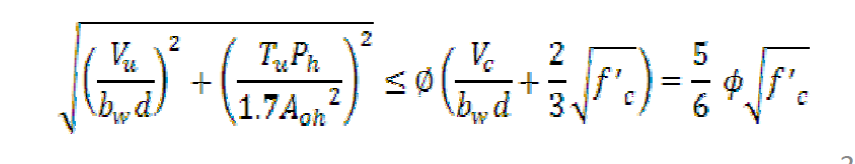 √((V_u / b_w d)² + (T_u P_h / 1.7 A_oh²)²) ≤ Ø(V_c / b_w d + 2/3 √f'_c) = 5/6 ϕ√f'_c